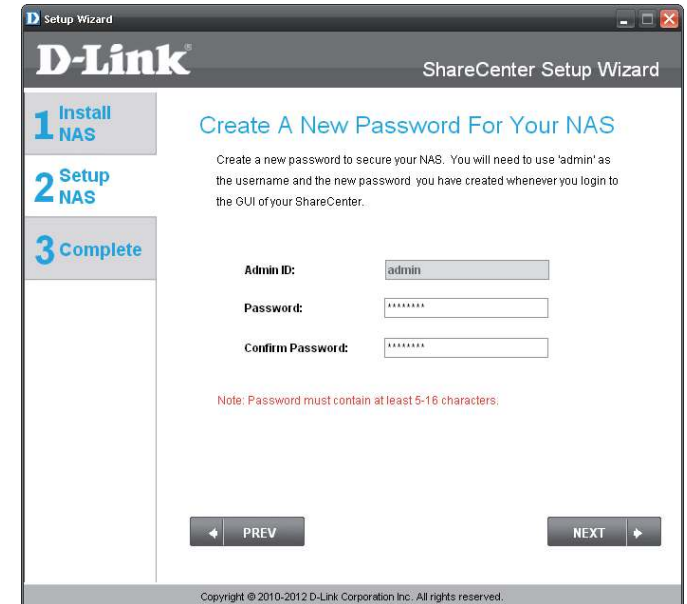 Setup Wizard
D-Link®
ShareCenter Setup Wizard
1 Install
NAS
2 Setup
NAS
3 Complete
Create A New Password For Your NAS
Create a new password to secure your NAS. You will need to use 'admin' as
the username and the new password you have created whenever you login to
the GUI of your ShareCenter.
Admin ID: admin
Password: ********
Confirm Password: ********
Note: Password must contain at least 5-16 characters.
PREV
NEXT
Copyright © 2010-2012 D-Link Corporation Inc. All rights reserved.